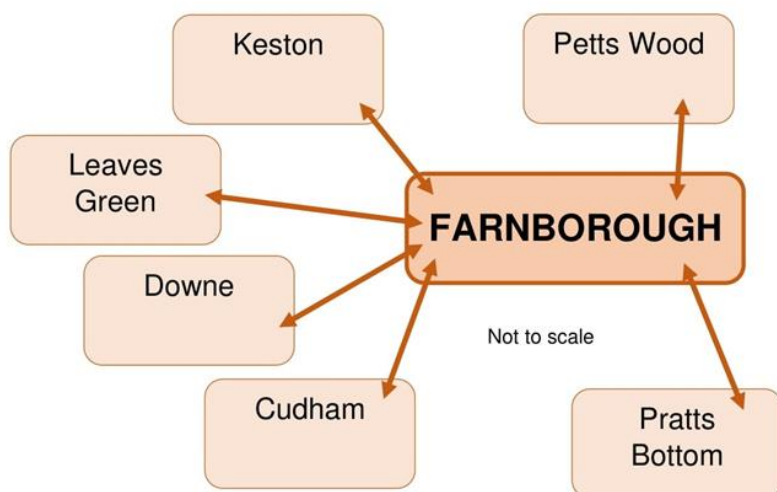 Keston
Petts Wood
Leaves
Green
FARNBOROUGH
Downe
Not to scale
Cudham
Pratts
Bottom